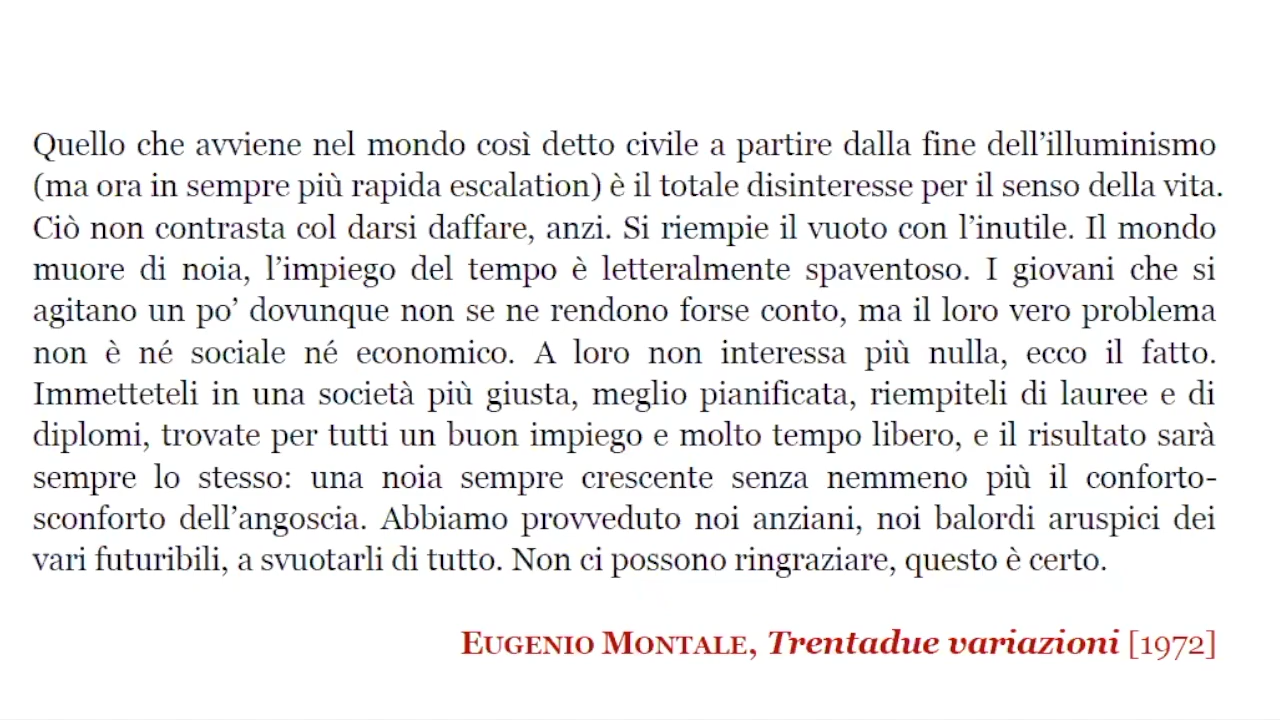 Quello che avviene nel mondo così detto civile a partire dalla fine dell’illuminismo
(ma ora in sempre più rapida escalation) è il totale disinteresse per il senso della vita.
Ciò non contrasta col darsi daffare, anzi. Si riempie il vuoto con l’inutile. Il mondo
muore di noia, l’impiego del tempo è letteralmente spaventoso. I giovani che si
agitano un po’ dovunque non se ne rendono forse conto, ma il loro vero problema
non è né sociale né economico. A loro non interessa più nulla, ecco il fatto.
Immetteteli in una società più giusta, meglio pianificata, riempiteli di lauree e di
diplomi, trovate per tutti un buon impiego e molto tempo libero, e il risultato sarà
sempre lo stesso: una noia sempre crescente senza nemmeno più il conforto-
sconforto dell’angoscia. Abbiamo provveduto noi anziani, noi balordi aruspici dei
vari futuribili, a svuotarli di tutto. Non ci possono ringraziare, questo è certo.
EUGENIO MONTALE, Trentadue variazioni [1972]